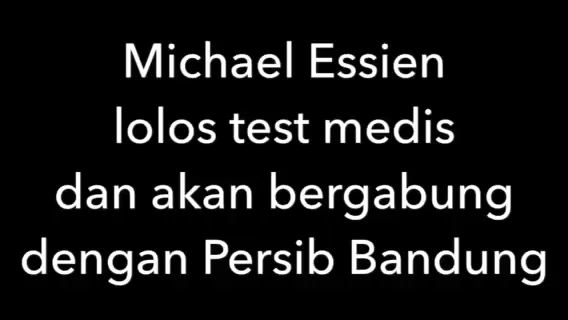 Michael Essien
lolos test medis
dan akan bergabung
dengan Persib Bandung